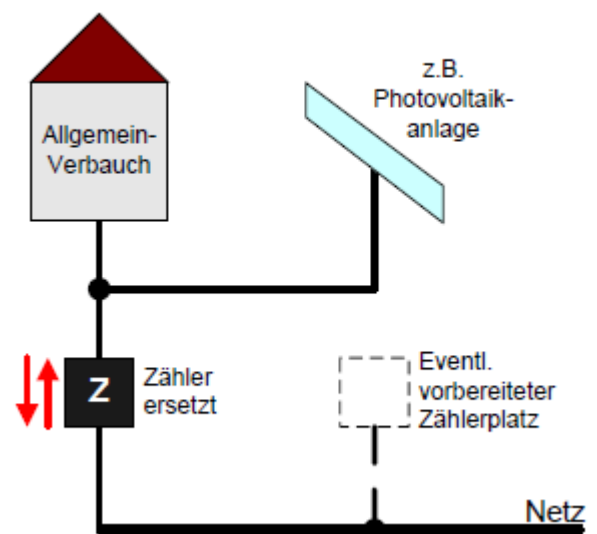 Allgemein-
Verbauch
z.B.
Photovoltaik-
anlage
Z
Zähler
ersetzt
Eventl.
vorbereiteter
Zählerplatz
Netz